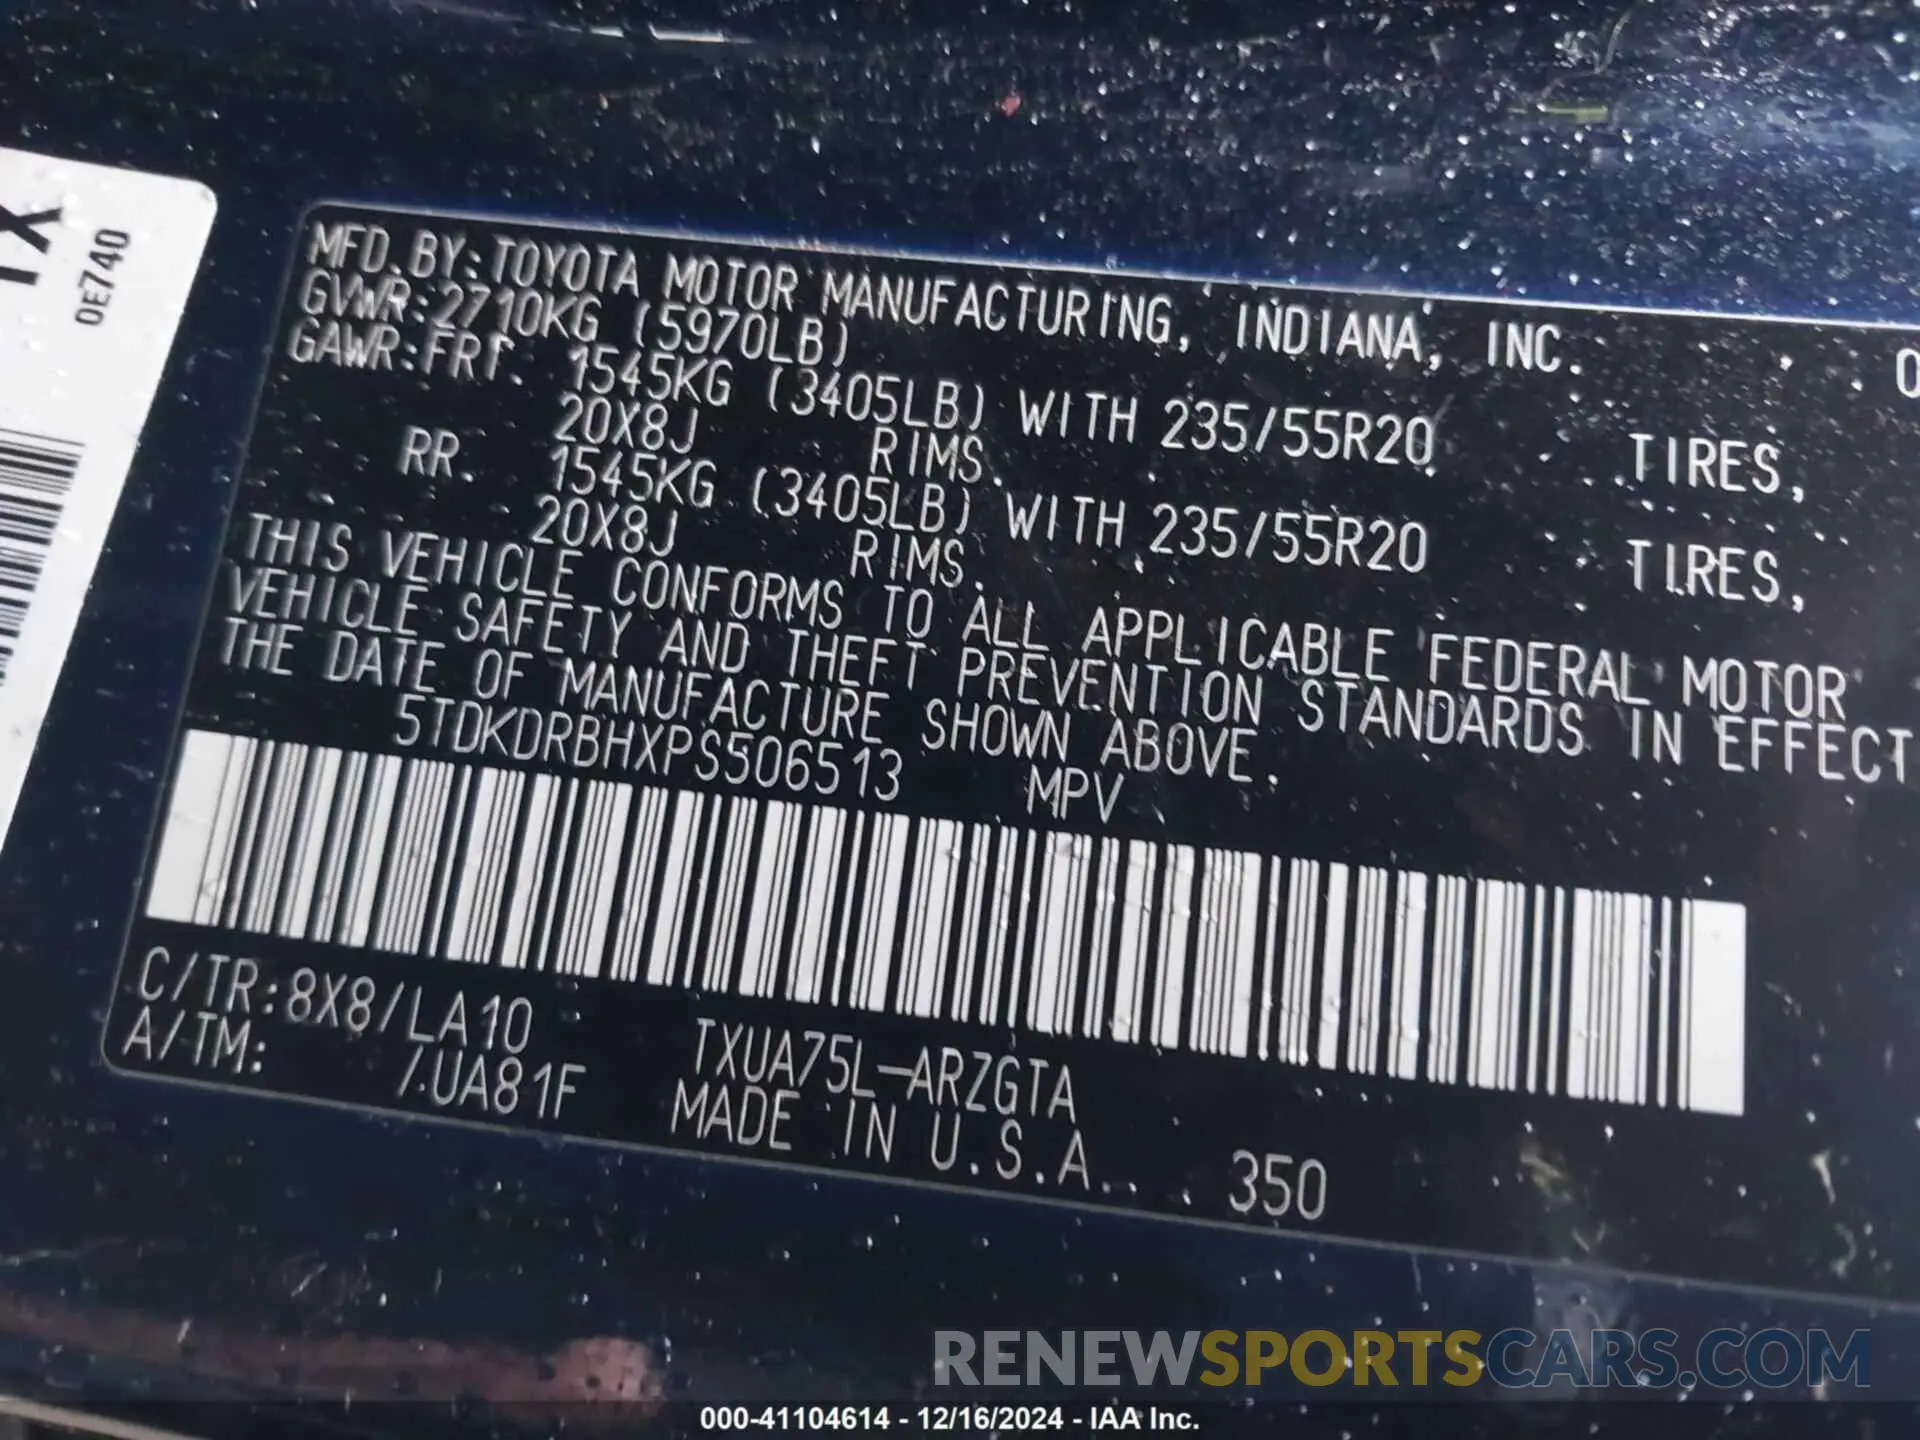 1X
0E740
MFD.BY:TOYOTA MOTOR MANUFACTURING, INDIANA, INC. 0
GVWR:2710KG (5970LB)
GAWR:FRT. 1545KG (3405LB) WITH 235/55R20 TIRES,
20X8J RIMS.
RR. 1545KG (3405LB) WITH 235/55R20 TIRES,
20X8J RIMS.
THIS VEHICLE CONFORMS TO ALL APPLICABLE FEDERAL MOTOR
VEHICLE SAFETY AND THEFT PREVENTION STANDARDS IN EFFECT
THE DATE OF MANUFACTURE SHOWN ABOVE.
5TDKDRBHXPS506513 MPV
C/TR:8X8/LA10 TXUA75L-ARZGTA
A/TM: /UA81F MADE IN U.S.A. 350
RENEWSPORTSCARS.COM
000-41104614 - 12/16/2024 - IAA Inc.